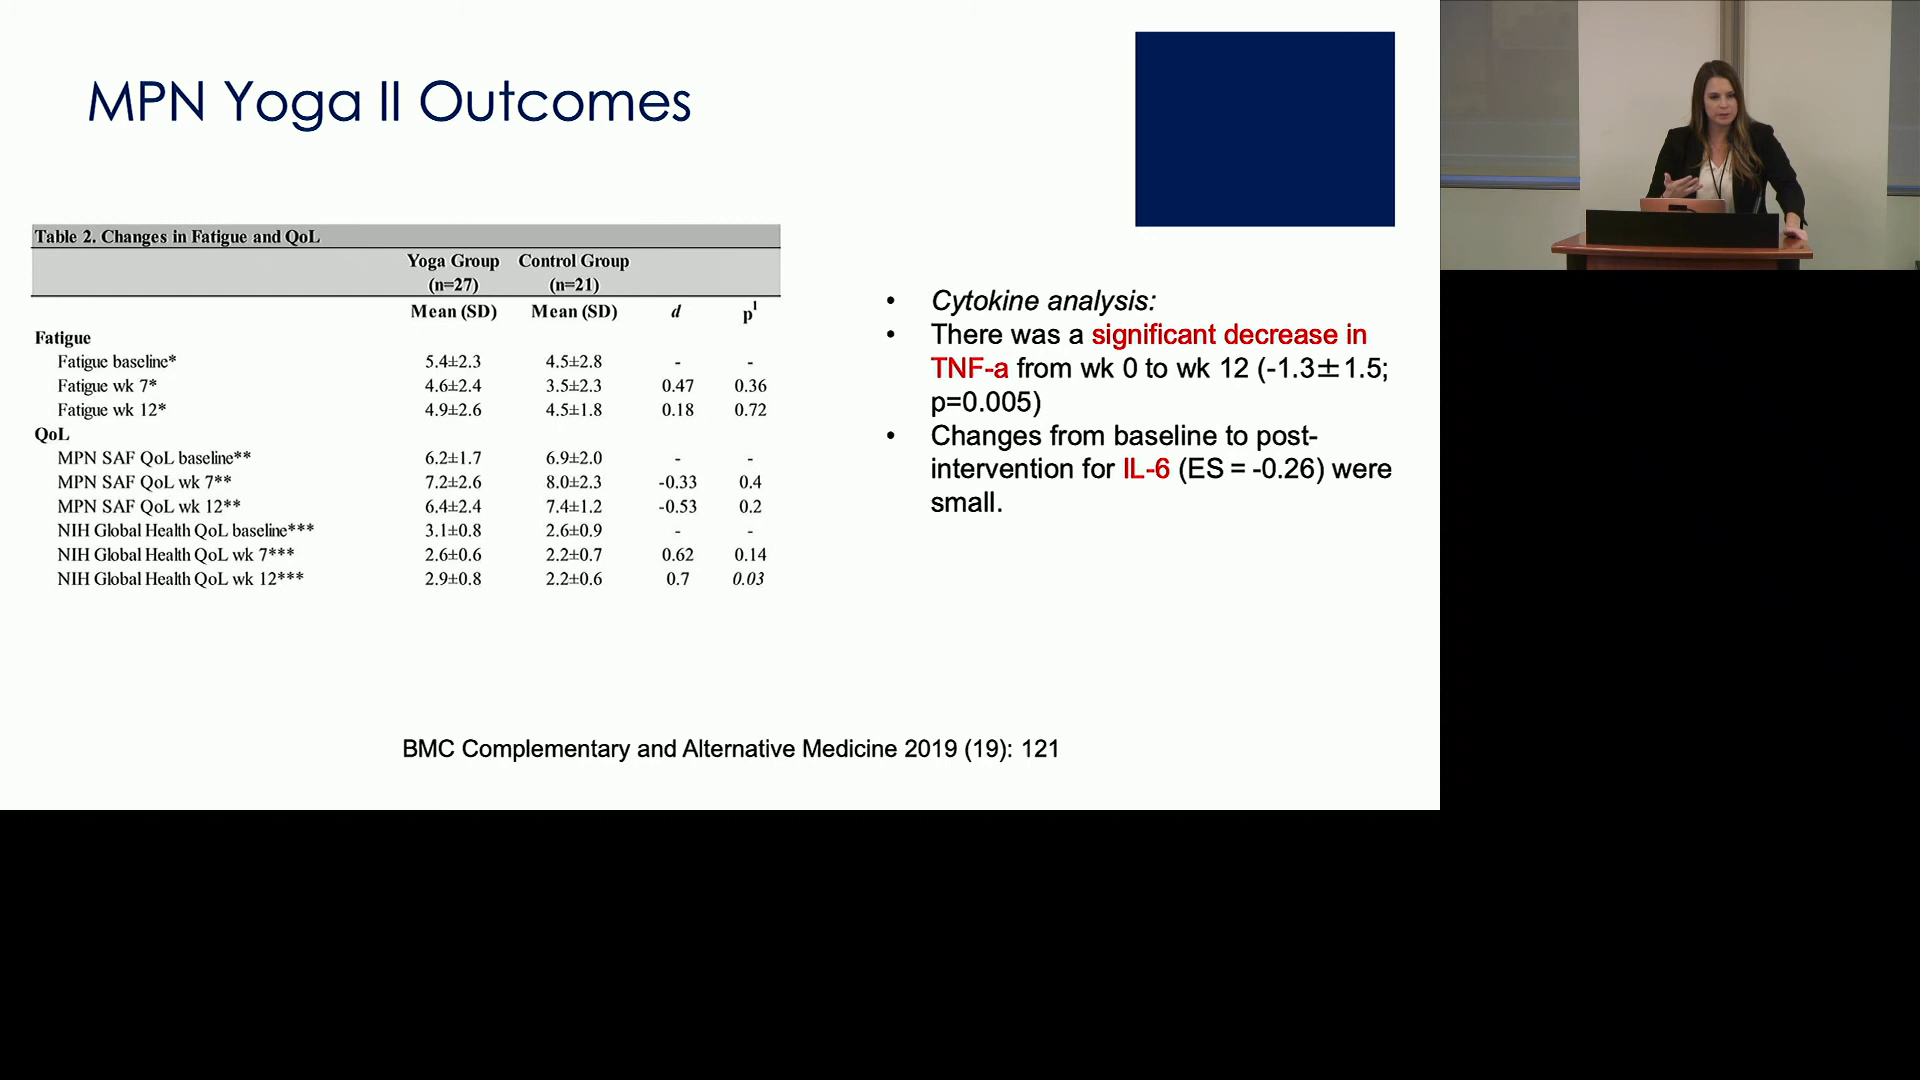 MPN Yoga II Outcomes
Table 2. Changes in Fatigue and QoL
Yoga Group Control Group
(n=27) (n=21)
Mean (SD) Mean (SD) d p1
Fatigue
Fatigue baseline* 5.4±2.3 4.5±2.8 - -
Fatigue wk 7* 4.6±2.4 3.5±2.3 0.47 0.36
Fatigue wk 12* 4.9±2.6 4.5±1.8 0.18 0.72
QoL
MPN SAF QoL baseline** 6.2±1.7 6.9±2.0 - -
MPN SAF QoL wk 7** 7.2±2.6 8.0±2.3 -0.33 0.4
MPN SAF QoL wk 12** 6.4±2.4 7.4±1.2 -0.53 0.2
NIH Global Health QoL baseline*** 3.1±0.8 2.6±0.9 - -
NIH Global Health QoL wk 7*** 2.6±0.6 2.2±0.7 0.62 0.14
NIH Global Health QoL wk 12*** 2.9±0.8 2.2±0.6 0.7 0.03
• Cytokine analysis:
• There was a significant decrease in
TNF-a from wk 0 to wk 12 (-1.3±1.5;
p=0.005)
• Changes from baseline to post-
intervention for IL-6 (ES = -0.26) were
small.
BMC Complementary and Alternative Medicine 2019 (19): 121